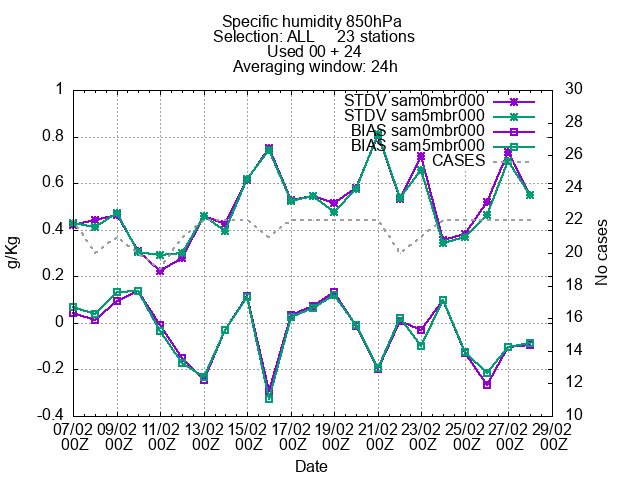 Specific humidity 850hPa
Selection: ALL 23 stations
Used 00 + 24
Averaging window: 24h
1
0.8
0.6
0.4
0.2
0
-0.2
-0.4
g/Kg
30
28
26
24
22
20
18
16
14
12
10
No cases
STDV sam0mbr000
STDV sam5mbr000
BIAS sam0mbr000
BIAS sam5mbr000
CASES
07/02 09/02 11/02 13/02 15/02 17/02 19/02 21/02 23/02 25/02 27/02 29/02
00Z 00Z 00Z 00Z 00Z 00Z 00Z 00Z 00Z 00Z 00Z 00Z
Date